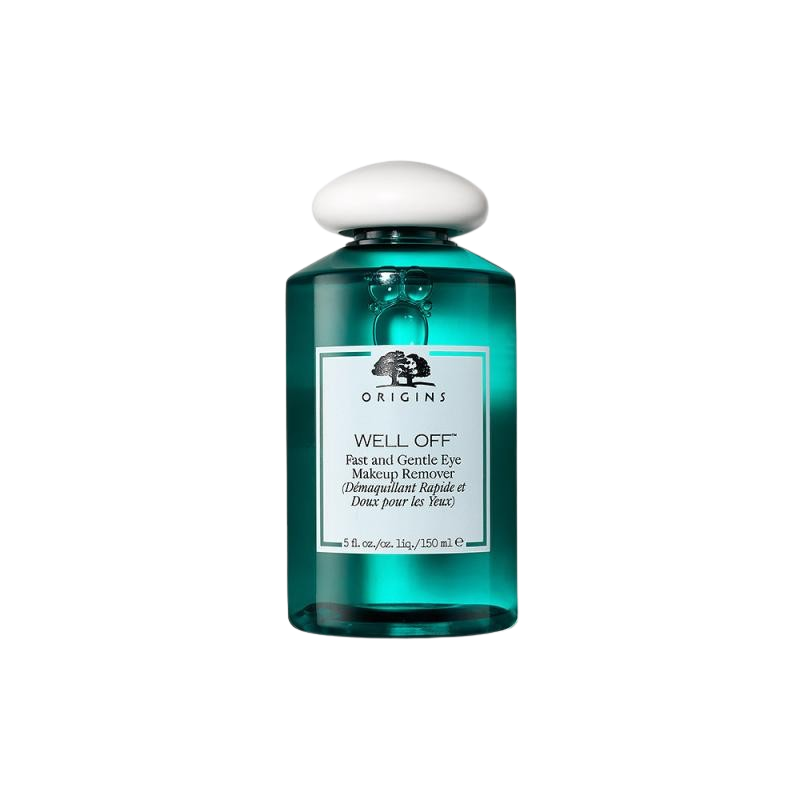 ORIGINS
WELL OFF™
Fast and Gentle Eye
Makeup Remover
(Démaquillant Rapide et
Doux pour les Yeux)
5 fl. oz./oz. liq./150 ml ℮